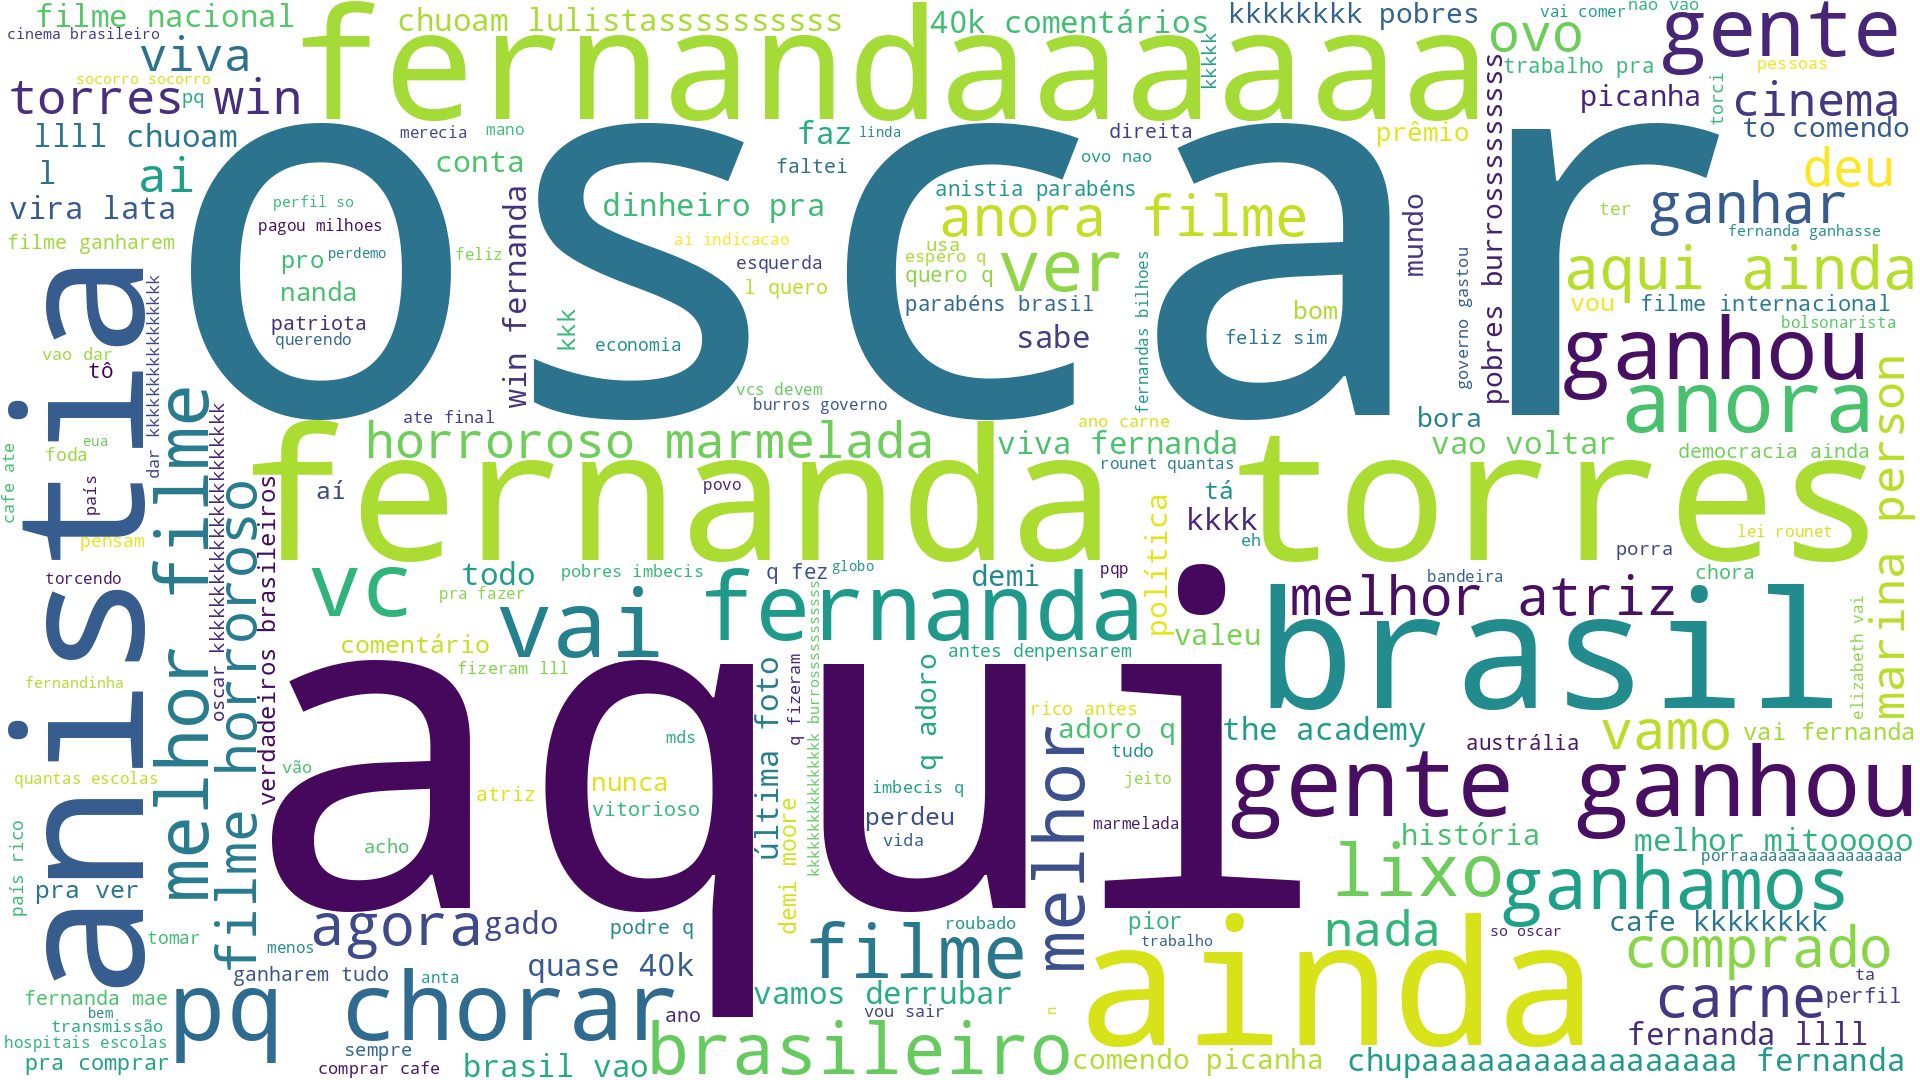 filme nacional
chuoam lulistasssssssssss
40k comentários
kkkkkkkk pobres
vai comer
nao vao
cinema brasileiro
viva
fernandaaaaaa
kkkkk
ovo
gente
socorro socorro
trabalho pra
pessoas
torres
pq
win
picanha
torci
cinema
llll chuoam
oscar
merecia
mano
faz
linda
direita
prêmio
pobres burrossssssssssss
to comendo
l
ai
conta
faltei
ovo nao
deu
vira lata
perfil so
win fernanda
dinheiro pra
anistia parabéns
anora filme
mundo
ter
ganhar
filme ganharem
pagou milhoes
feliz
ai indicacao
usa
fernanda ganhasse
pro
perdemo
esquerda
espero q
ver
fernandas bilhoes
governo gastou
aqui ainda
anistia
dar kkkkkkkkkkkkkkkkk
nanda
l quero
quero q
parabéns brasil
bom
vou
filme internacional
patriota
kkk
sabe
feliz sim
bolsonarista
vao dar
querendo
economia
ganhou
tô
vcs devem
marina person
melhor filme
burros governo
anora
ate final
ano carne
bora
cafe ate
eua
foda
horroroso marmelada
viva fernanda
vao voltar
democracia ainda
fernanda torres
rounet quantas
país
filme horroroso
aí
povo
política
tá
kkkk
lei rounet
pensam
eh
porra
torcendo
vc
todo
pobres imbecis
q fez
globo
demi
pqp
bandeira
chora
verdadeiros brasileiros
pra fazer
vai
fernanda
melhor atriz
brasil
elizabeth vai
comentário
valeu
fizeram lll
antes denpensarem
fernandinha
aqui
última foto
q fizeram
q adoro
rico antes
adoro q
the academy
vamo
vai fernanda
mds
tudo
austrália
quantas escolas
vão
nunca
imbecis q
jeito
gente ganhou
atriz
vitorioso
demi moore
perdeu
melhor
marmelada
história
melhor mitooooo
país rico
acho
vida
lixo
porraaaaaaaaaaaaaaaaa
pra ver
ganhamos
agora
gado
podre q
roubado
pior
nada
cafe kkkkkkkk
tomar
menos
filme
trabalho
ainda
so oscar
comprado
ganharem tudo
anta
quase 40k
ta
fernanda mae
pq chorar
vamos derrubar
carne
perfil
bem
ano
vou sair
n
transmissão
fernanda llll
hospitais escolas
sempre
brasileiro
pra comprar
comprar cafe
brasil vao
comendo picanha
chupaaaaaaaaaaaaaaaaa fernanda